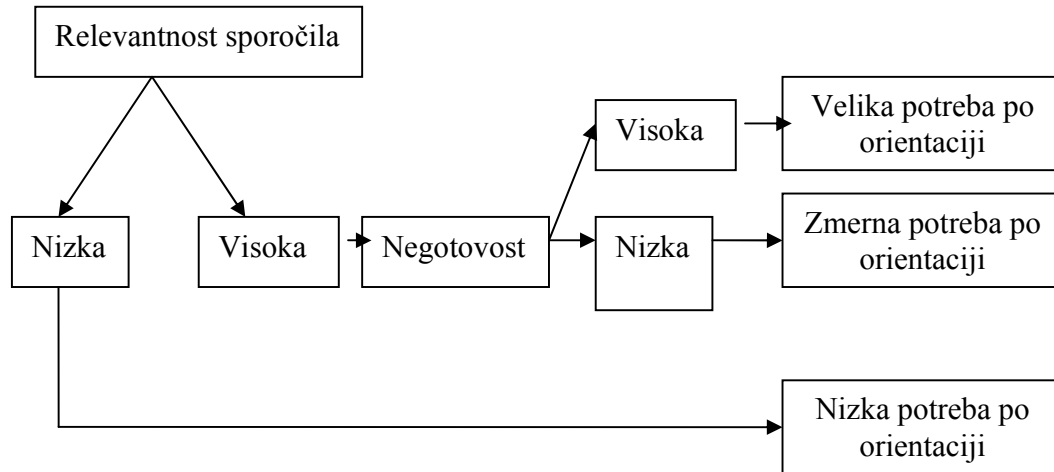 Relevantnost sporočila
Visoka
Velika potreba po
orientaciji
Nizka
Visoka
Negotovost
Nizka
Zmerna potreba po
orientaciji
Nizka potreba po
orientaciji